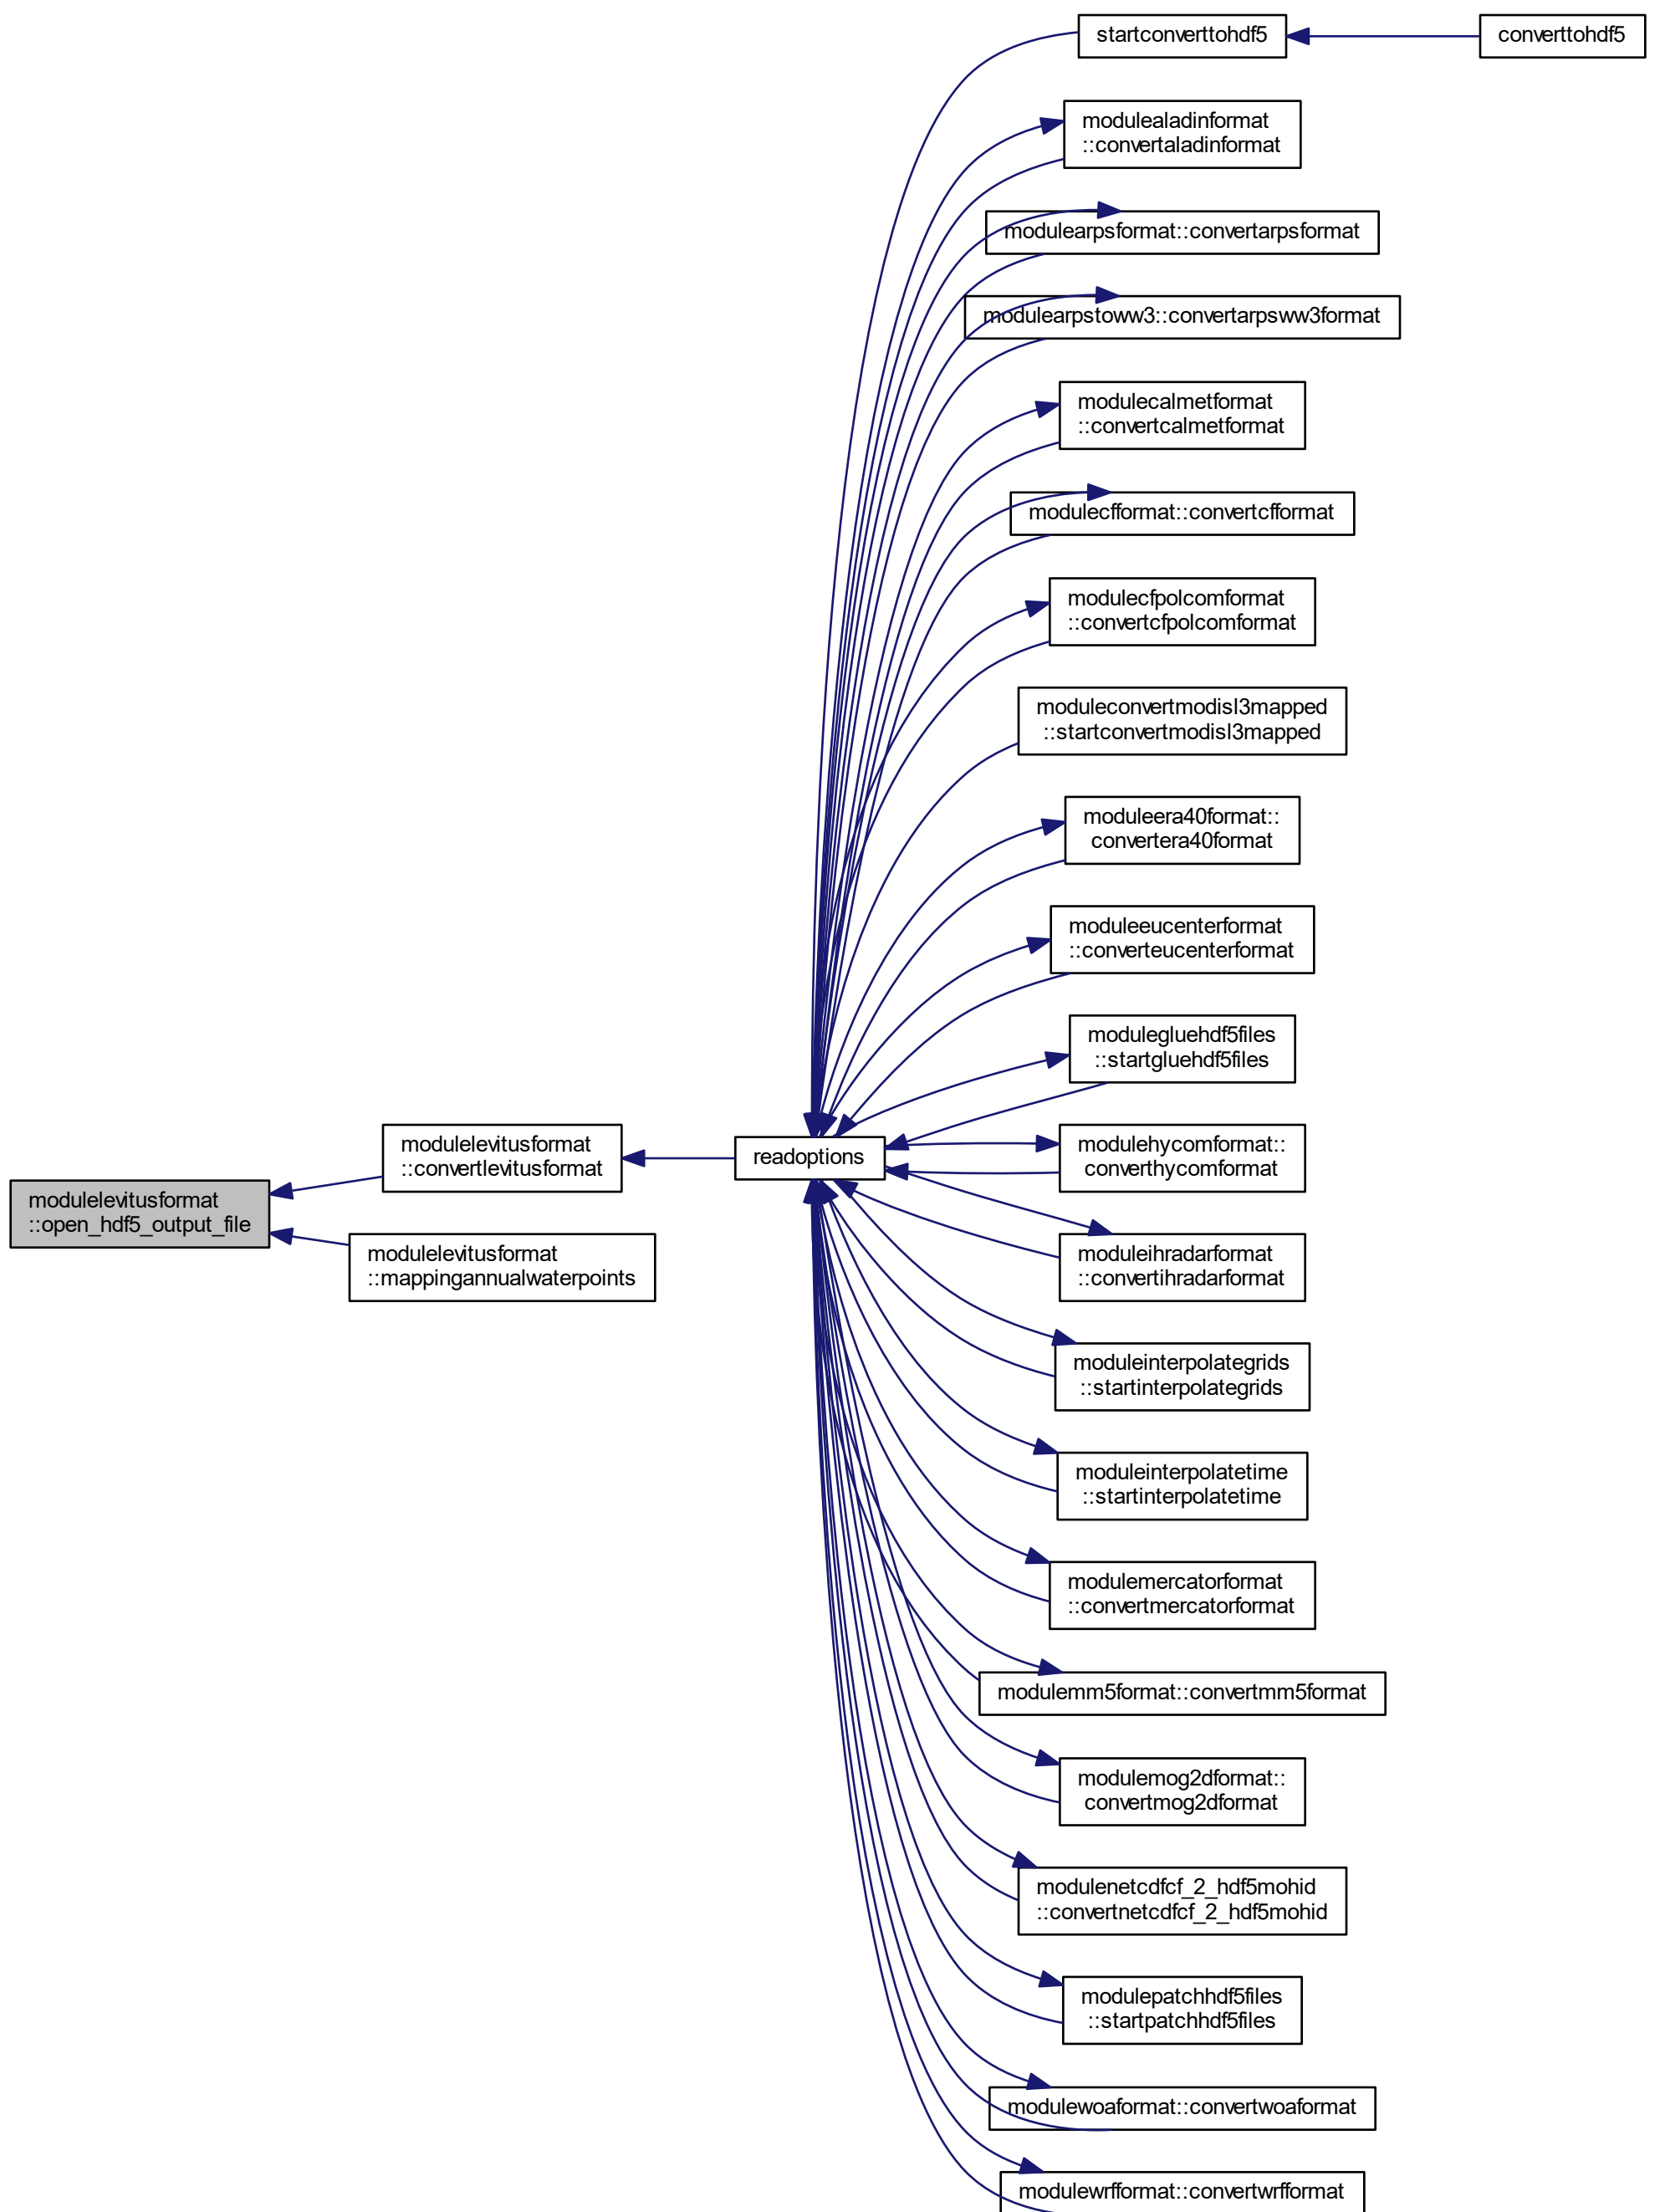 startconverttohdf5
converttohdf5
modulealadinformat
::convertaladinformat
modulearpsformat::convertarpsformat
modulearpstoww3::convertarpsww3format
modulecalmetformat
::convertcalmetformat
modulecfformat::convertcfformat
modulecfpolcomformat
::convertcfpolcomformat
moduleconvertmodisl3mapped
::startconvertmodisl3mapped
moduleera40format::
convertera40format
moduleeucenterformat
::converteucenterformat
modulegluehdf5files
::startgluehdf5files
modulelevitusformat
::convertlevitusformat
readoptions
modulehycomformat::
converthycomformat
modulelevitusformat
::open_hdf5_output_file
modulelevitusformat
::mappingannualwaterpoints
moduleihradarformat
::convertihradarformat
moduleinterpolategrids
::startinterpolategrids
moduleinterpolatetime
::startinterpolatetime
modulemercatorformat
::convertmercatorformat
modulemm5format::convertmm5format
modulemog2dformat::
convertmog2dformat
modulenetcdfcf_2_hdf5mohid
::convertnetcdfcf_2_hdf5mohid
modulepatchhdf5files
::startpatchhdf5files
modulewoaformat::convertwoaformat
modulewrfformat::convertwrfformat